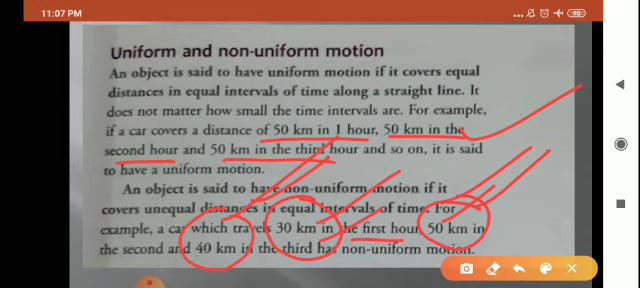 11:07 PM
90
Uniform and non-uniform motion
An object is said to have uniform motion if it covers equal
distances in equal intervals of time along a straight line. It
does not matter how small the time intervals are. For example,
if a car covers a distance of 50 km in 1 hour, 50 km in the
second hour and 50 km in the third hour and so on, it is said
to have a uniform motion.
An object is said to have non-uniform motion if it
covers unequal distances in equal intervals of time. For
example, a car which travels 30 km in the first hour 50 km in
the second and 40 km in the third has non-uniform motion.